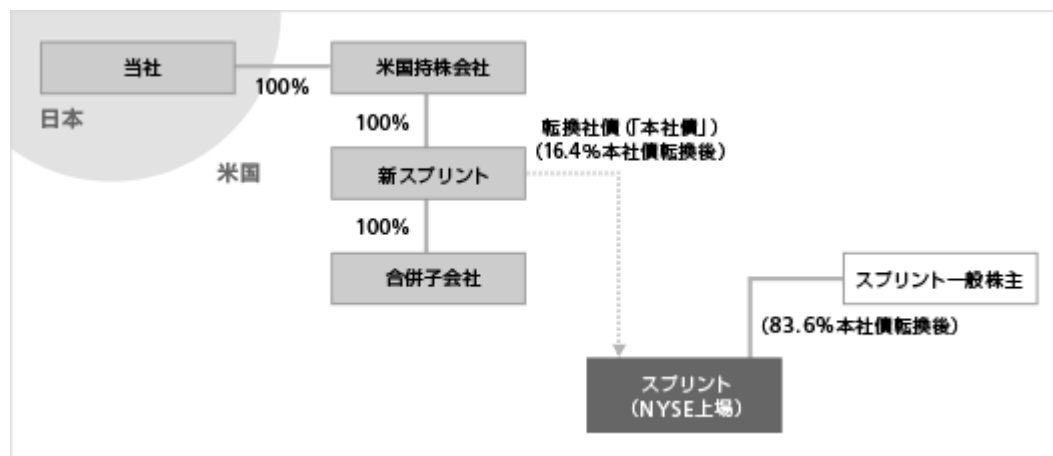 当社
100%
米国持株会社
日本
100%
転換社債(「本社債」)
(16.4%本社債転換後)
米国
新スプリント
100%
合併子会社
スプリント一般株主
(83.6%本社債転換後)
スプリント
(NYSE上場)